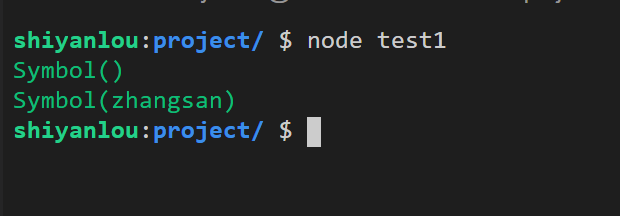 shiyanlou:project/ $ node test1
Symbol()
Symbol(zhangsan)
shiyanlou:project/ $